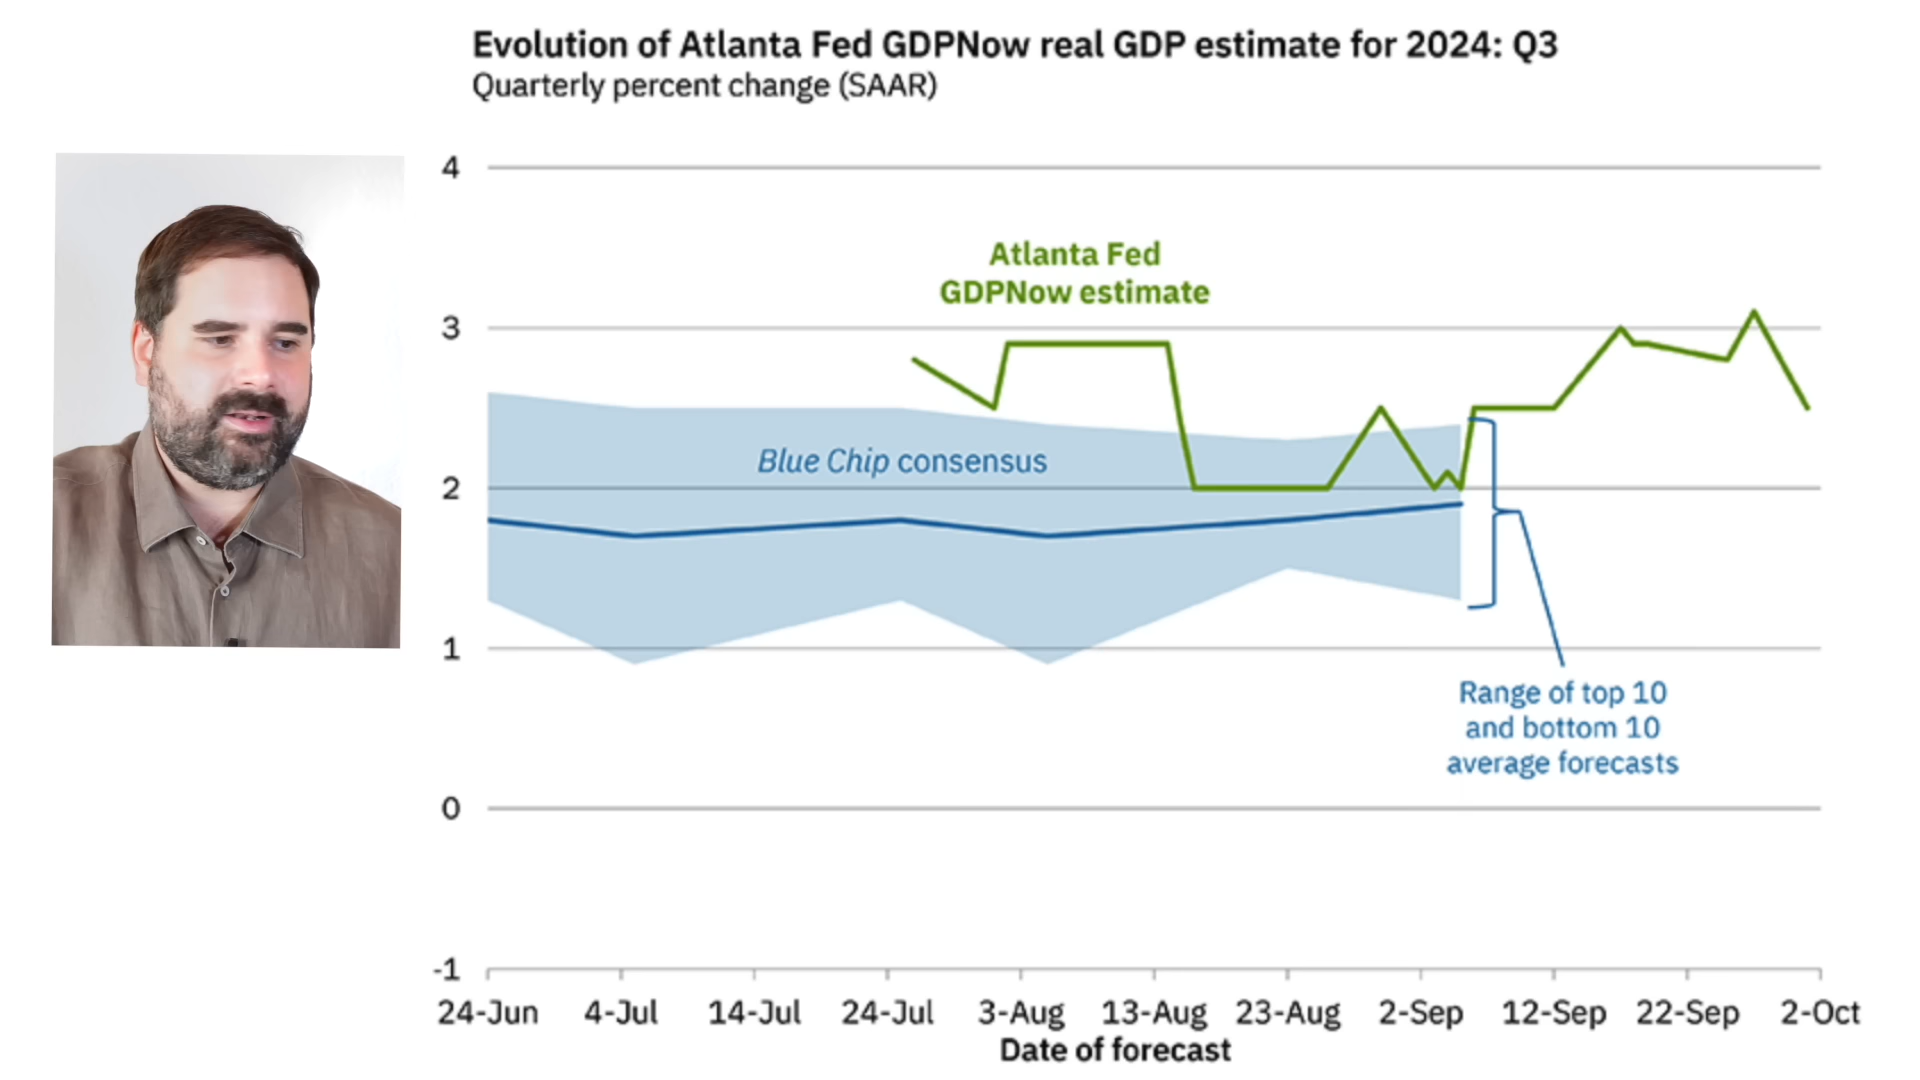 Evolution of Atlanta Fed GDPNow real GDP estimate for 2024: Q3
Quarterly percent change (SAAR)
4
Atlanta Fed
GDPNow estimate
3
Blue Chip consensus
2
1
Range of top 10
and bottom 10
average forecasts
0
-1
24-Jun 4-Jul 14-Jul 24-Jul 3-Aug 13-Aug 23-Aug 2-Sep 12-Sep 22-Sep 2-Oct
Date of forecast